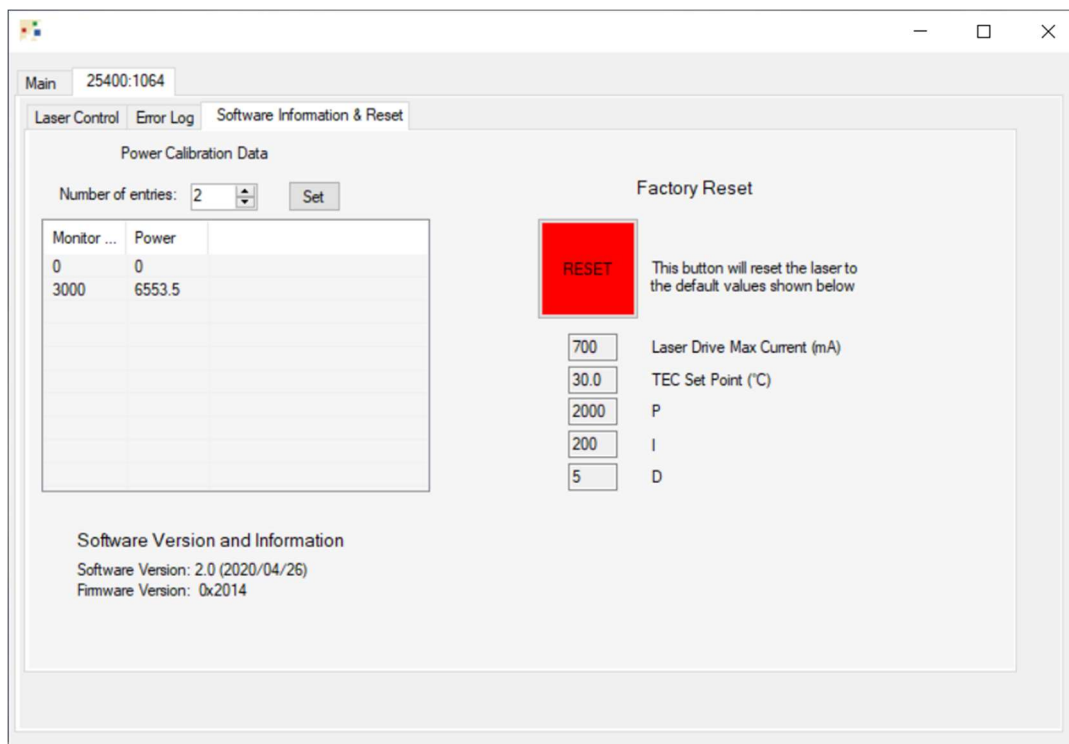 Main
25400:1064
Laser Control
Error Log
Software Information & Reset
Power Calibration Data
Number of entries: 2
Set
Monitor ...
Power
0
0
3000
6553.5
Factory Reset
RESET
This button will reset the laser to
the default values shown below
700
Laser Drive Max Current (mA)
30.0
TEC Set Point (°C)
2000
P
200
I
5
D
Software Version and Information
Software Version: 2.0 (2020/04/26)
Firmware Version: 0x2014